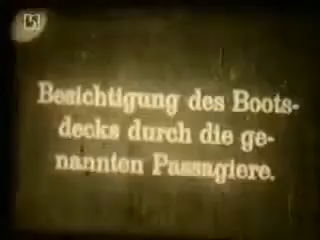 Besichtigung des Boots-
decks durch die ge-
nannten Passagiere.